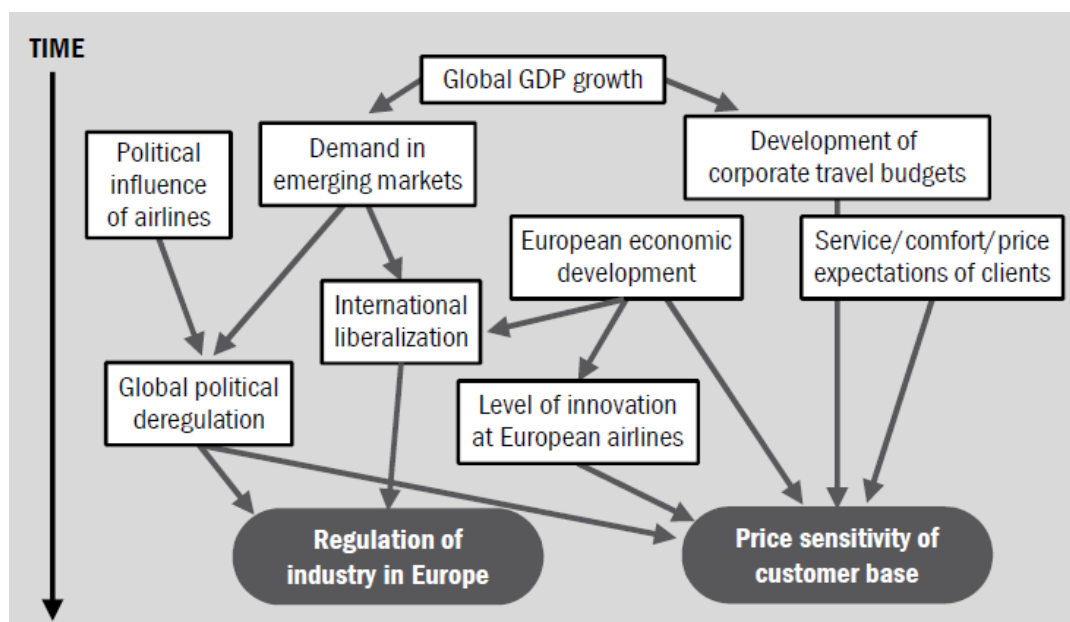 TIME
Global GDP growth
Political
influence
of airlines
Demand in
emerging markets
Development of
corporate travel budgets
European economic
development
Service/comfort/price
expectations of clients
International
liberalization
Global political
deregulation
Level of innovation
at European airlines
Regulation of
industry in Europe
Price sensitivity of
customer base